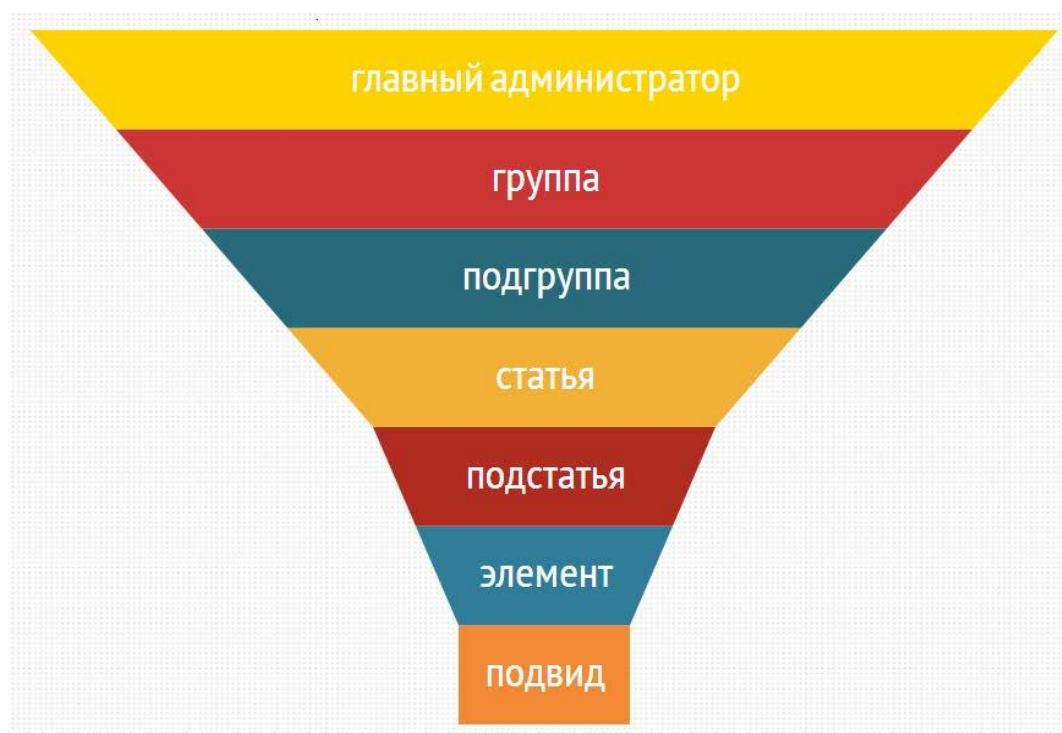 главный администратор
группа
подгруппа
статья
подстатья
элемент
подвид